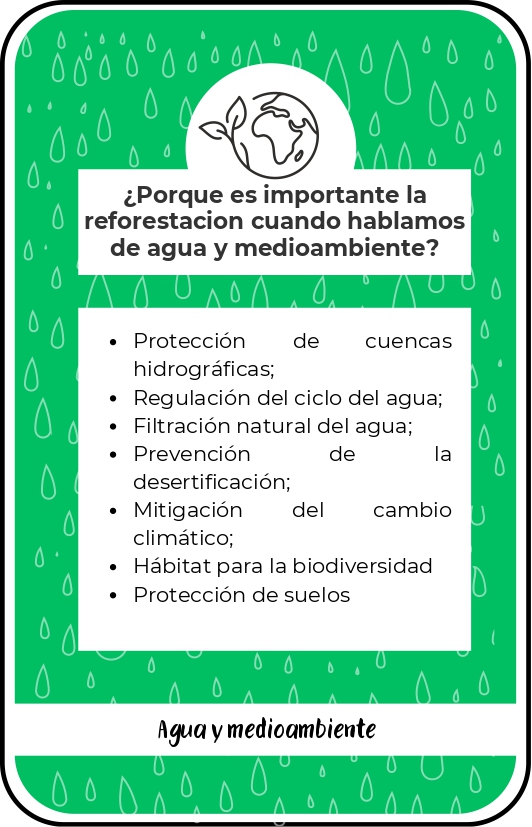 ¿Porque es importante la
reforestacion cuando hablamos
de agua y medioambiente?
• Protección de cuencas
hidrográficas;
• Regulación del ciclo del agua;
• Filtración natural del agua;
• Prevención de la
desertificación;
• Mitigación del cambio
climático;
• Hábitat para la biodiversidad
• Protección de suelos
Agua y medioambiente